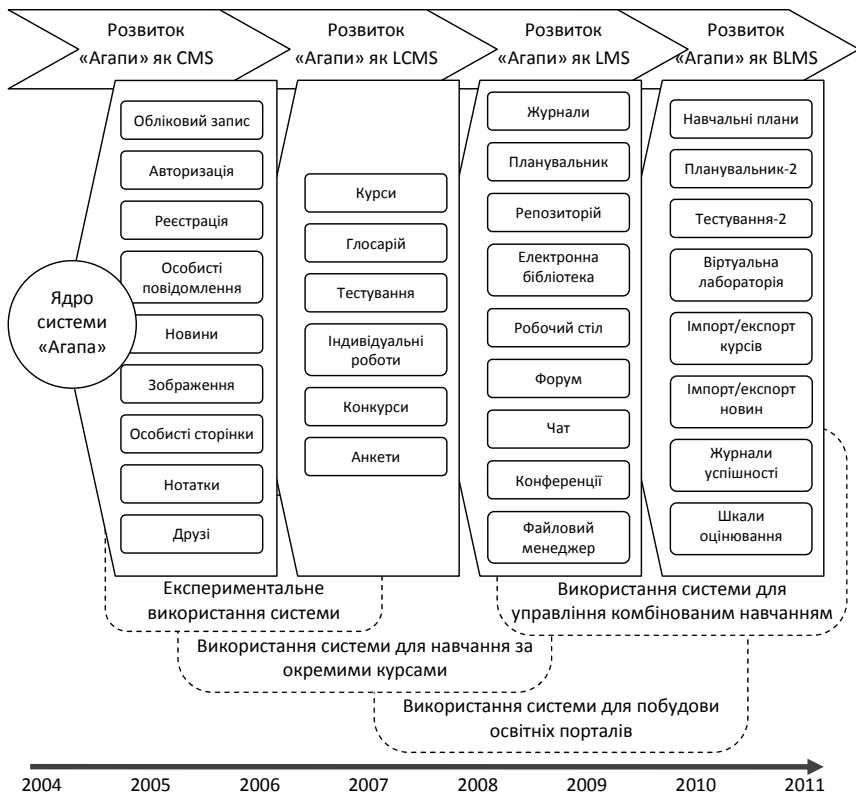 Розвиток
«Агапи» як CMS
Розвиток
«Агапи» як LCMS
Розвиток
«Агапи» як LMS
Розвиток
«Агапи» як BLMS
Ядро
системи
«Агапа»
Обліковий запис
Авторизація
Реєстрація
Особисті
повідомлення
Новини
Зображення
Особисті сторінки
Нотатки
Друзі
Курси
Глосарій
Тестування
Індивідуальні
роботи
Конкурси
Анкети
Журнали
Планувальник
Репозиторій
Електронна
бібліотека
Робочий стіл
Форум
Чат
Конференції
Файловий
менеджер
Навчальні плани
Планувальник-2
Тестування-2
Віртуальна
лабораторія
Імпорт/експорт
курсів
Імпорт/експорт
новин
Журнали
успішності
Шкали
оцінювання
Експериментальне
використання системи
Використання системи для
управління комбінованим навчанням
Використання системи для навчання за
окремими курсами
Використання системи для побудови
освітніх порталів
2004 2005 2006 2007 2008 2009 2010 2011